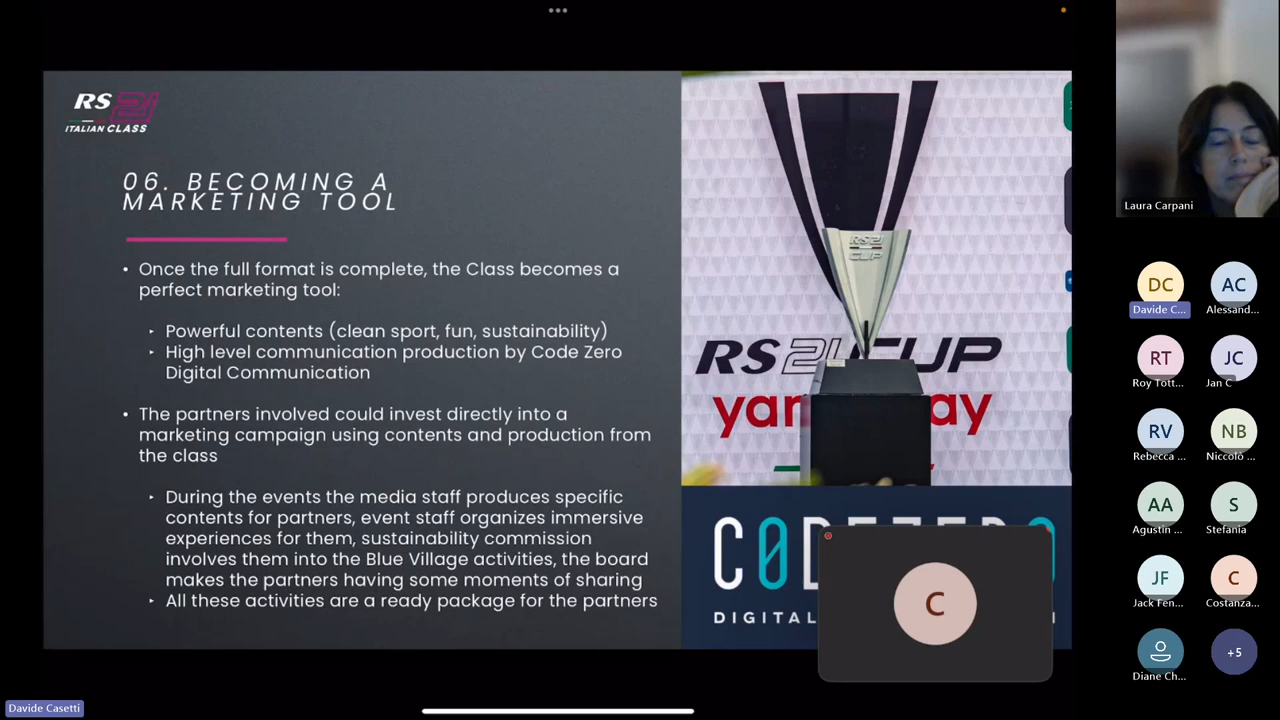 RS21
ITALIAN CLASS
06. BECOMING A
MARKETING TOOL
• Once the full format is complete, the Class becomes a
perfect marketing tool:
‣ Powerful contents (clean sport, fun, sustainability)
‣ High level communication production by Code Zero
Digital Communication
• The partners involved could invest directly into a
marketing campaign using contents and production from
the class
‣ During the events the media staff produces specific
contents for partners, event staff organizes immersive
experiences for them, sustainability commission
involves them into the Blue Village activities, the board
makes the partners having some moments of sharing
‣ All these activities are a ready package for the partners
RS21
CUP
RS21 CUP
DIGITAL
C
Laura Carpani
DC
AC
Davide C...
Alessand...
RT
JC
Roy Tott...
Jan C
RV
NB
Rebecca ...
Niccolò ...
AA
S
Agustin ...
Stefania
JF
C
Jack Fen...
Costanza...
Diane Ch...
+5
Davide Casetti